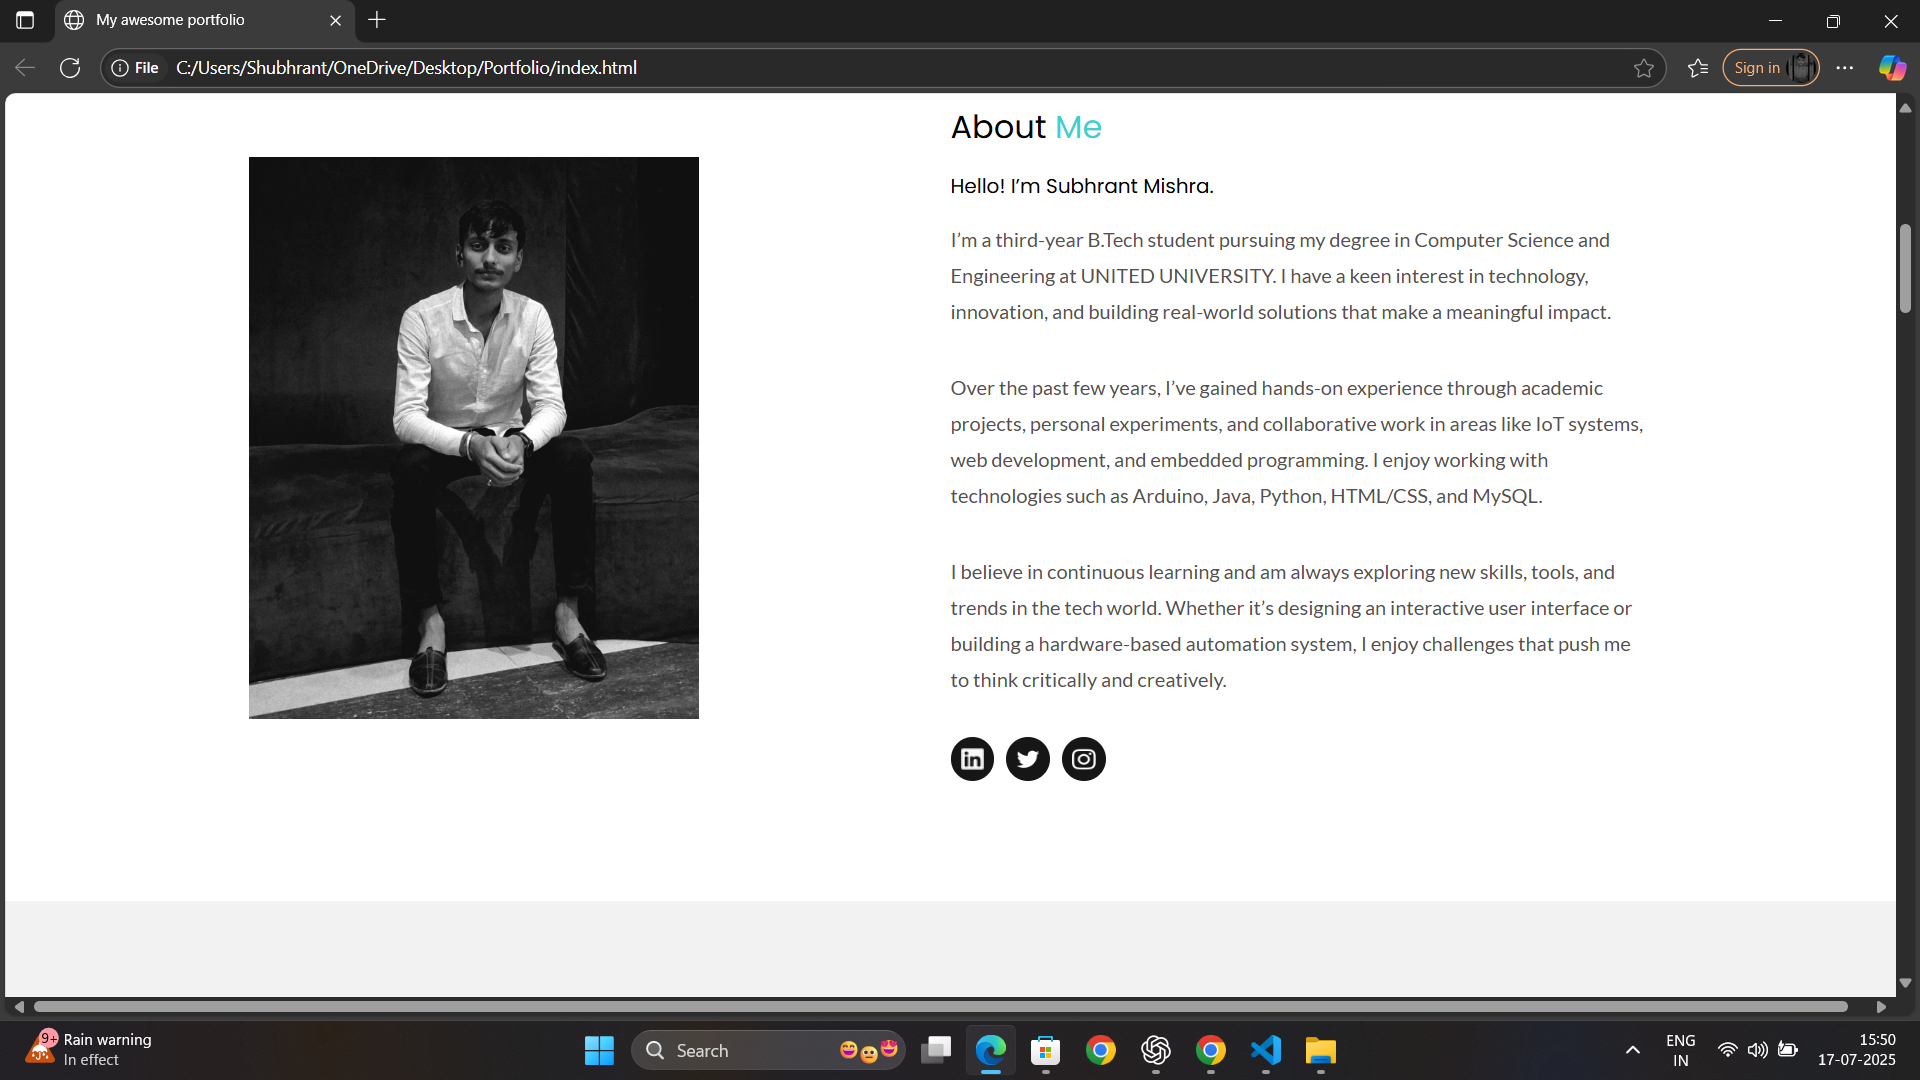 My awesome portfolio
File
C:/Users/Shubhrant/OneDrive/Desktop/Portfolio/index.html
Sign in
About Me
Hello! I’m Subhrant Mishra.
I’m a third-year B.Tech student pursuing my degree in Computer Science and
Engineering at UNITED UNIVERSITY. I have a keen interest in technology,
innovation, and building real-world solutions that make a meaningful impact.
Over the past few years, I’ve gained hands-on experience through academic
projects, personal experiments, and collaborative work in areas like IoT systems,
web development, and embedded programming. I enjoy working with
technologies such as Arduino, Java, Python, HTML/CSS, and MySQL.
I believe in continuous learning and am always exploring new skills, tools, and
trends in the tech world. Whether it’s designing an interactive user interface or
building a hardware-based automation system, I enjoy challenges that push me
to think critically and creatively.
in
9+
Rain warning
In effect
Search
ENG
IN
15:50
17-07-2025